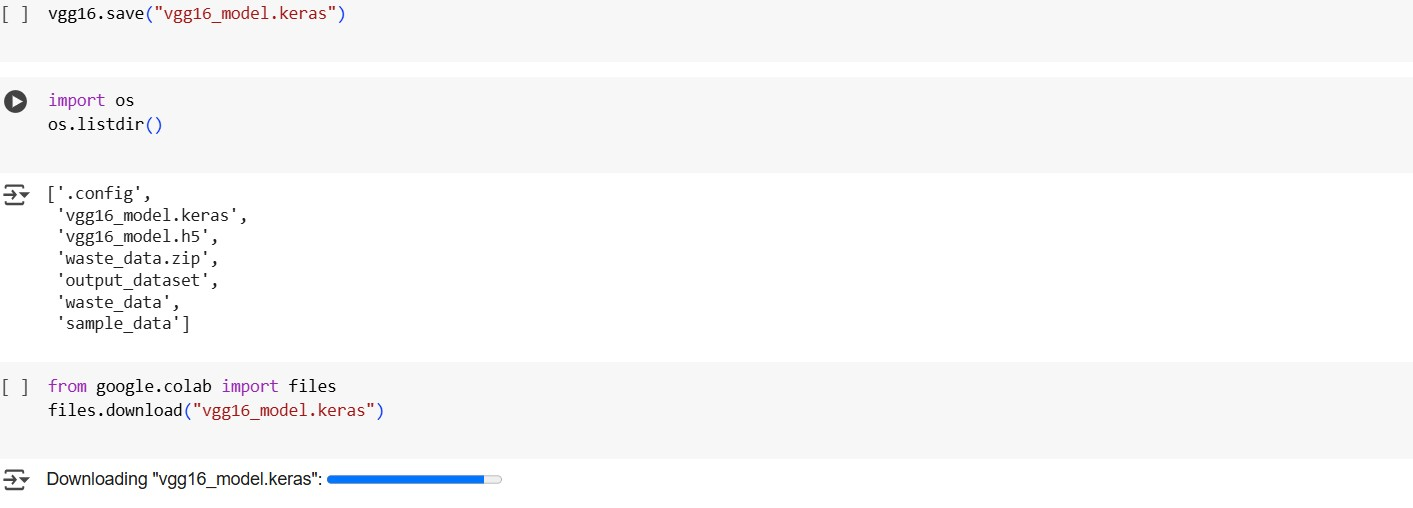 [ ] vgg16.save("vgg16_model.keras")
import os
os.listdir()
['.config',
'vgg16_model.keras',
'vgg16_model.h5',
'waste_data.zip',
'output_dataset',
'waste_data',
'sample_data']
[ ] from google.colab import files
files.download("vgg16_model.keras")
Downloading "vgg16_model.keras":